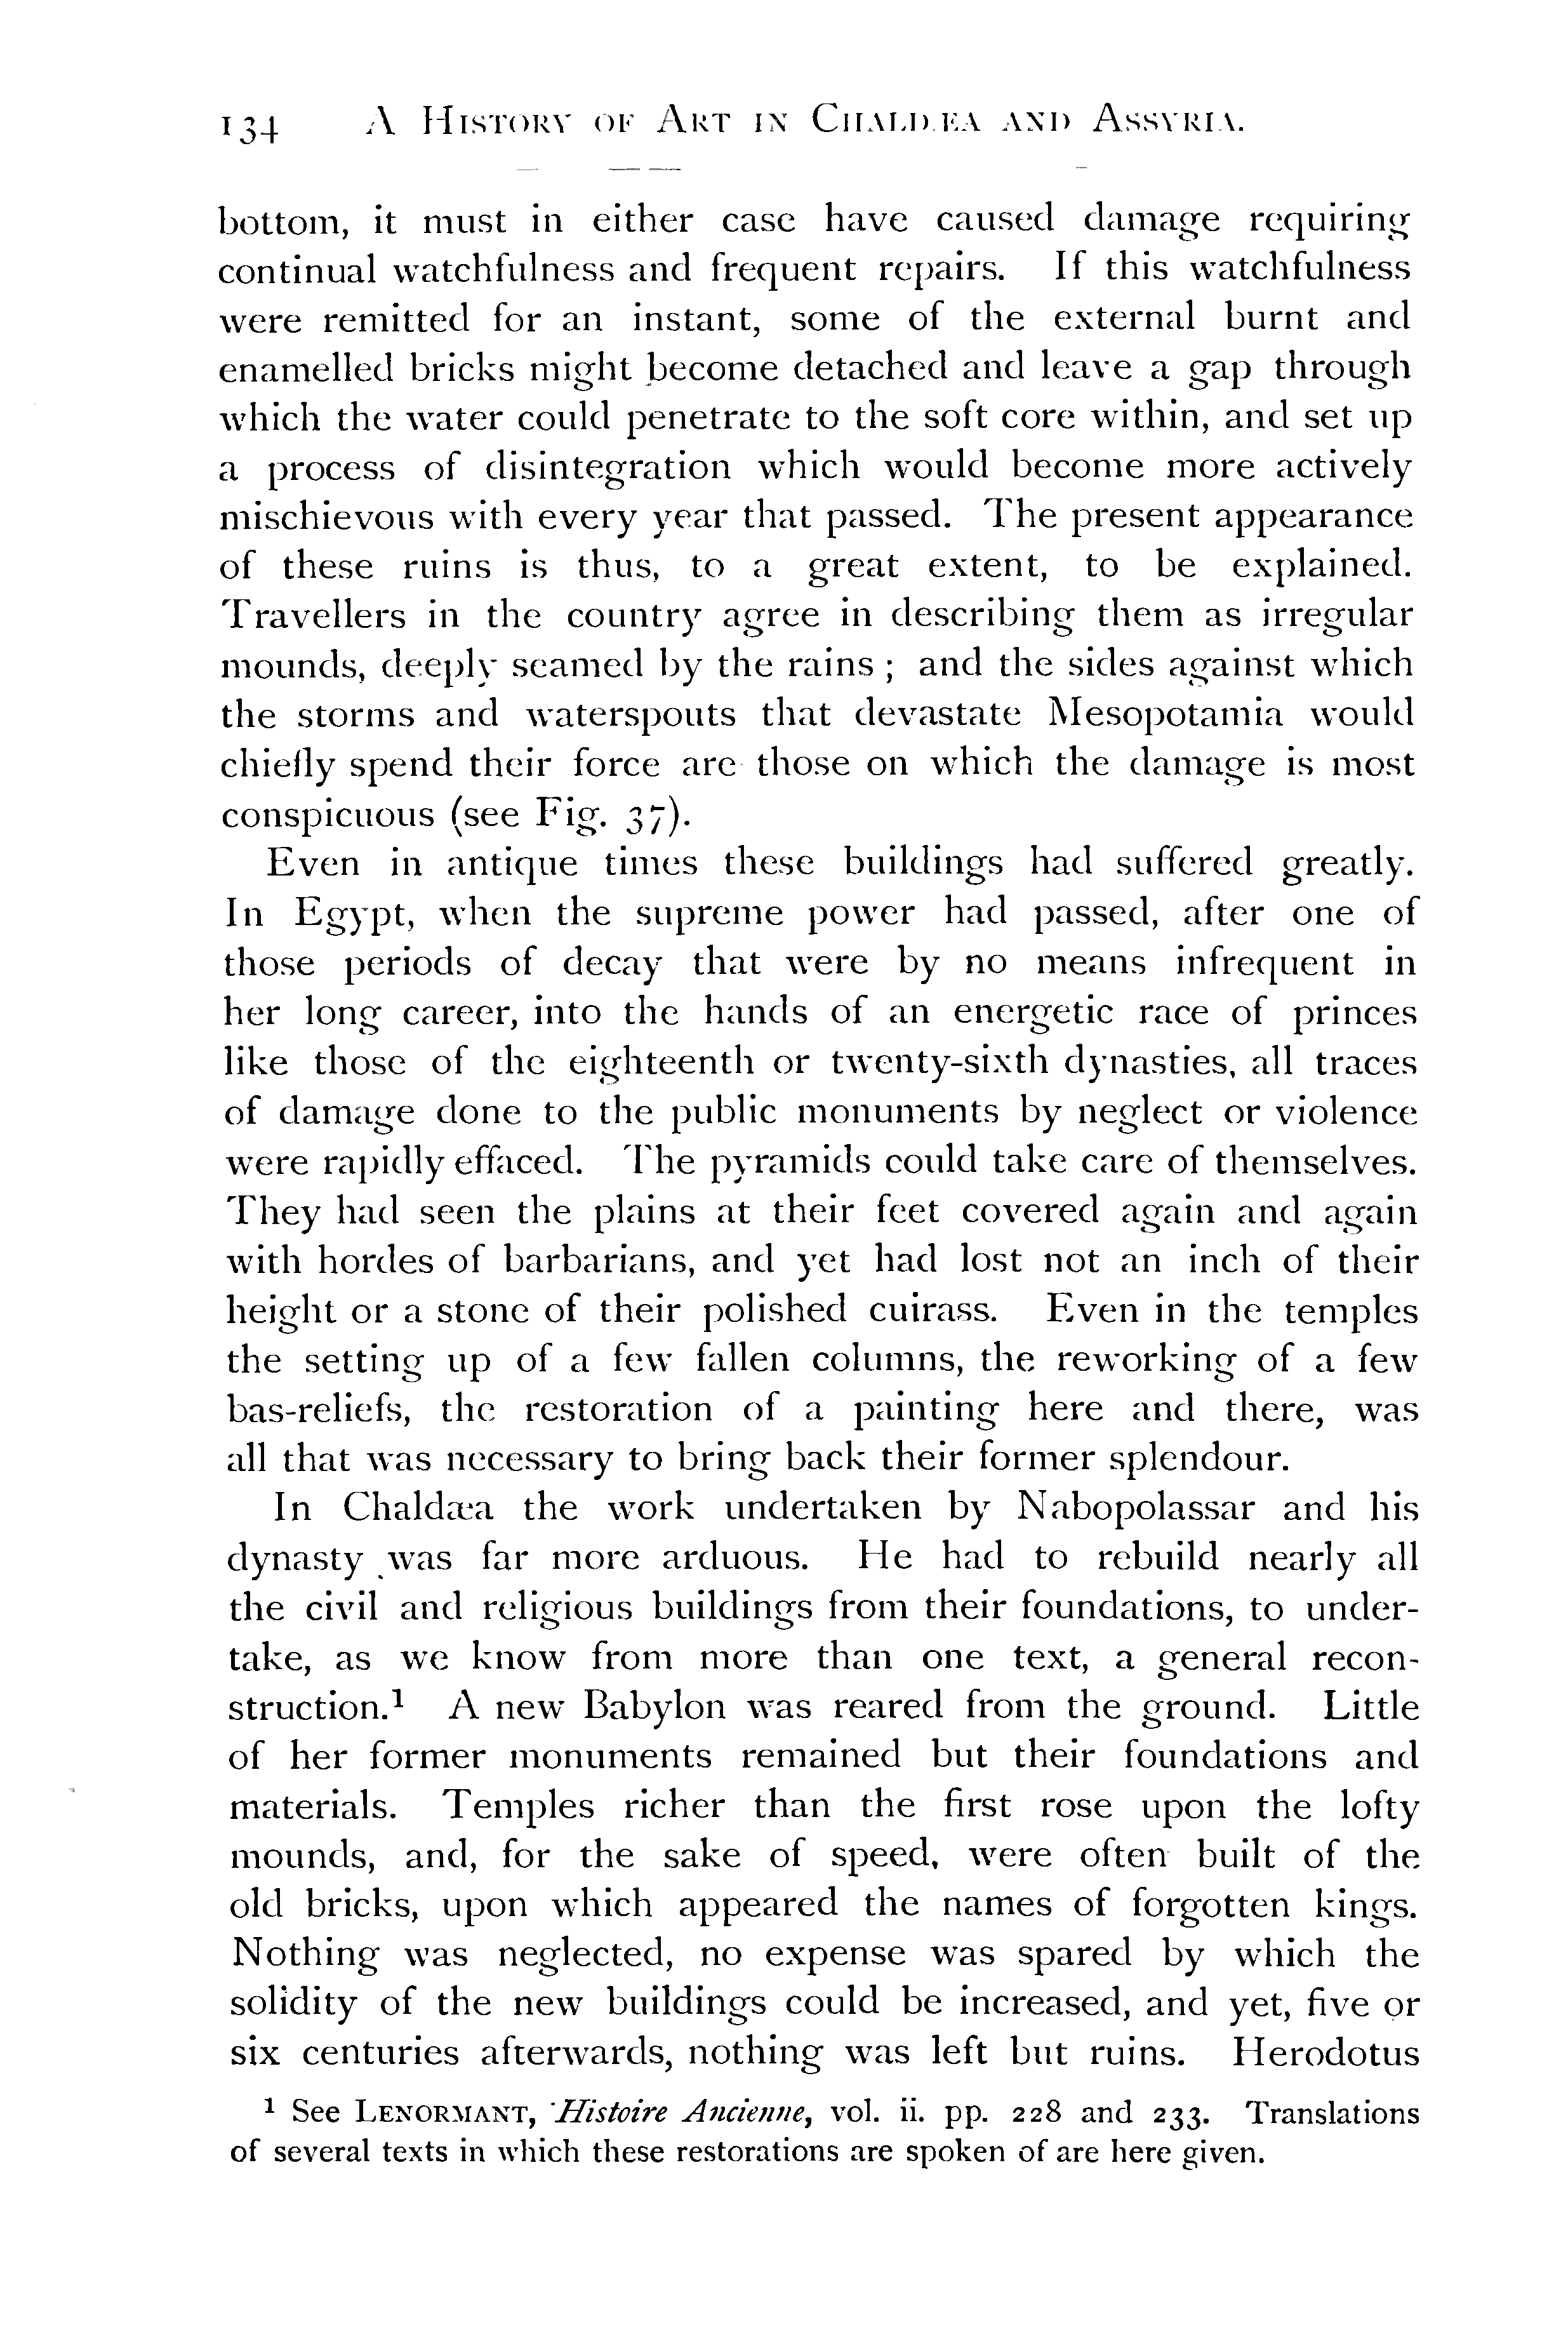 134 A HISTORY OF ART IN CHALDÆA AND ASSYRIA.
bottom, it must in either case have caused damage requiring
continual watchfulness and frequent repairs. If this watchfulness
were remitted for an instant, some of the external burnt and
enamelled bricks might become detached and leave a gap through
which the water could penetrate to the soft core within, and set up
a process of disintegration which would become more actively
mischievous with every year that passed. The present appearance
of these ruins is thus, to a great extent, to be explained.
Travellers in the country agree in describing them as irregular
mounds, deeply seamed by the rains ; and the sides against which
the storms and waterspouts that devastate Mesopotamia would
chiefly spend their force are those on which the damage is most
conspicuous (see Fig. 37).
Even in antique times these buildings had suffered greatly.
In Egypt, when the supreme power had passed, after one of
those periods of decay that were by no means infrequent in
her long career, into the hands of an energetic race of princes
like those of the eighteenth or twenty-sixth dynasties, all traces
of damage done to the public monuments by neglect or violence
were rapidly effaced. The pyramids could take care of themselves.
They had seen the plains at their feet covered again and again
with hordes of barbarians, and yet had lost not an inch of their
height or a stone of their polished cuirass. Even in the temples
the setting up of a few fallen columns, the reworking of a few
bas-reliefs, the restoration of a painting here and there, was
all that was necessary to bring back their former splendour.
In Chaldæa the work undertaken by Nabopolassar and his
dynasty was far more arduous. He had to rebuild nearly all
the civil and religious buildings from their foundations, to under-
take, as we know from more than one text, a general recon-
struction.¹ A new Babylon was reared from the ground. Little
of her former monuments remained but their foundations and
materials. Temples richer than the first rose upon the lofty
mounds, and, for the sake of speed, were often built of the
old bricks, upon which appeared the names of forgotten kings.
Nothing was neglected, no expense was spared by which the
solidity of the new buildings could be increased, and yet, five or
six centuries afterwards, nothing was left but ruins. Herodotus
¹ See LENORMANT, Histoire Ancienne, vol. ii. pp. 228 and 233. Translations
of several texts in which these restorations are spoken of are here given.